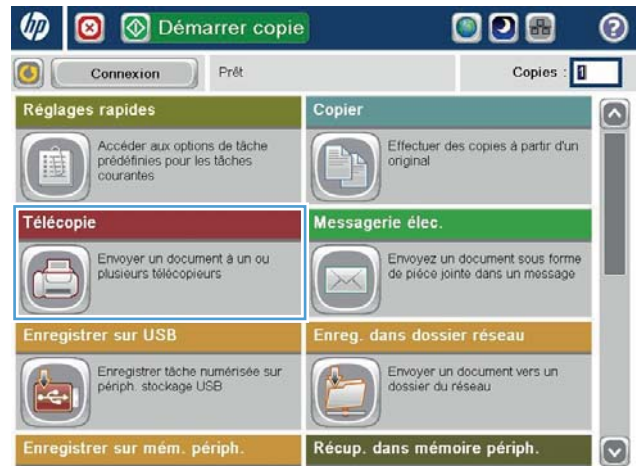 hp
Démarrer copie
?
Connexion
Prêt
Copies :
1
Réglages rapides
Accéder aux options de tâche
prédéfinies pour les tâches
courantes
Copier
Effectuer des copies à partir d'un
original
Télécopie
Envoyer un document à un ou
plusieurs télécopieurs
Messagerie élec.
Envoyez un document sous forme
de pièce jointe dans un message
Enregistrer sur USB
Enregistrer tâche numérisée sur
périph. stockage USB
Enreg. dans dossier réseau
Envoyer un document vers un
dossier du réseau
Enregistrer sur mém. périph.
Récup. dans mémoire périph.